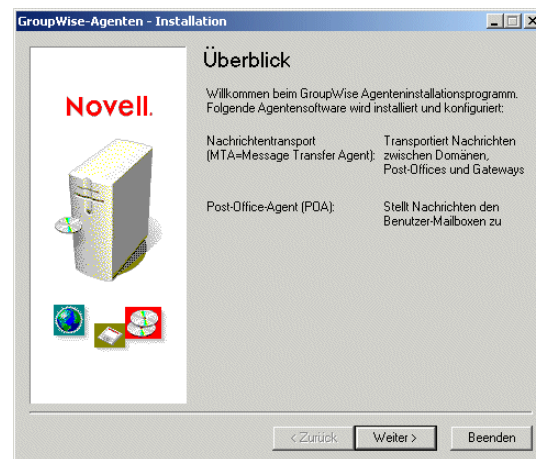 GroupWise-Agenten - Installation
Novell.
Überblick
Willkommen beim GroupWise Agenteninstallationsprogramm.
Folgende Agentensoftware wird installiert und konfiguriert:
Nachrichtentransport
(MTA=Message Transfer Agent):
Transportiert Nachrichten
zwischen Domänen,
Post-Offices und Gateways
Post-Office-Agent (POA):
Stellt Nachrichten den
Benutzer-Mailboxen zu
< Zurück
Weiter >
Beenden